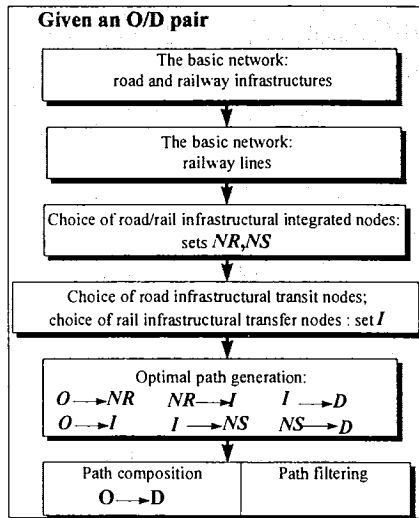 Given an O/D pair
The basic network:
road and railway infrastructures
The basic network:
railway lines
Choice of road/rail infrastructural integrated nodes:
sets NR,NS
Choice of road infrastructural transit nodes;
choice of rail infrastructural transfer nodes : set I
Optimal path generation:
O→NR NR→I I→D
O→I I→NS NS→D
Path composition Path filtering
O→D